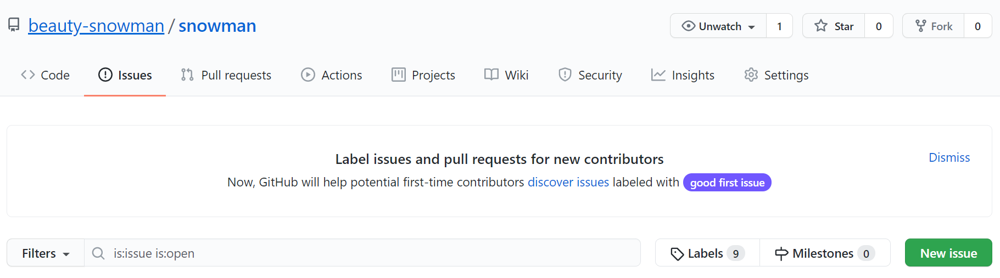 beauty-snowman / snowman
Unwatch 1 Star 0 Fork 0
Code Issues Pull requests Actions Projects Wiki Security Insights Settings
Label issues and pull requests for new contributors
Dismiss
Now, GitHub will help potential first-time contributors discover issues labeled with good first issue
Filters is:issue is:open Labels 9 Milestones 0 New issue